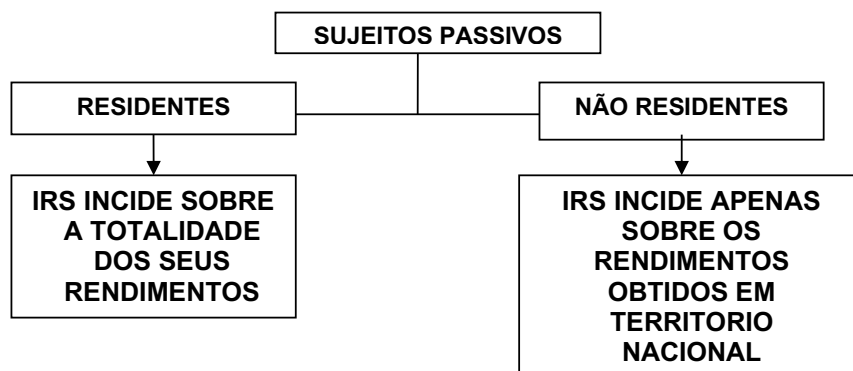 SUJEITOS PASSIVOS
RESIDENTES
NÃO RESIDENTES
IRS INCIDE SOBRE
A TOTALIDADE
DOS SEUS
RENDIMENTOS
IRS INCIDE APENAS
SOBRE OS
RENDIMENTOS
OBTIDOS EM
TERRITORIO
NACIONAL